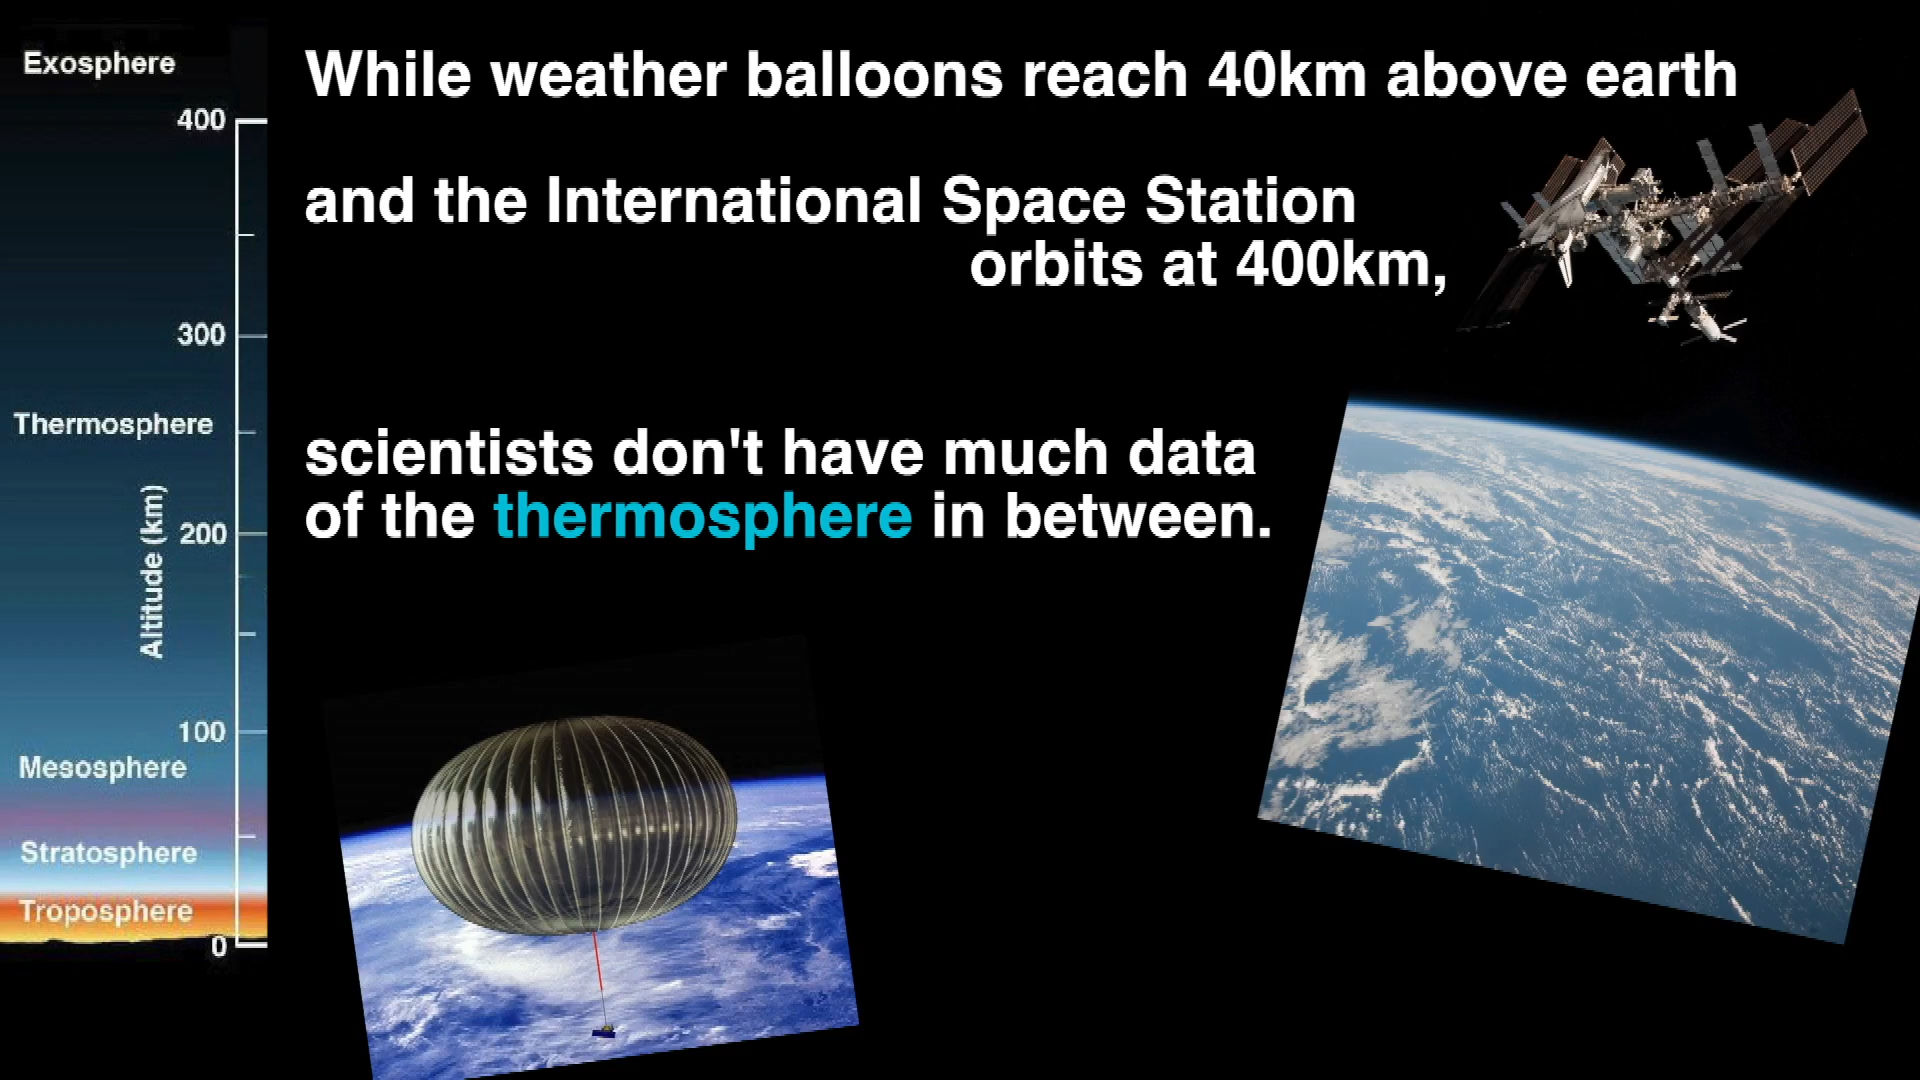 While weather balloons reach 40km above earth
and the International Space Station
orbits at 400km,
scientists don't have much data
of the thermosphere in between.
Exosphere
400
300
Thermosphere
Altitude (km)
200
100
Mesosphere
Stratosphere
Troposphere
0